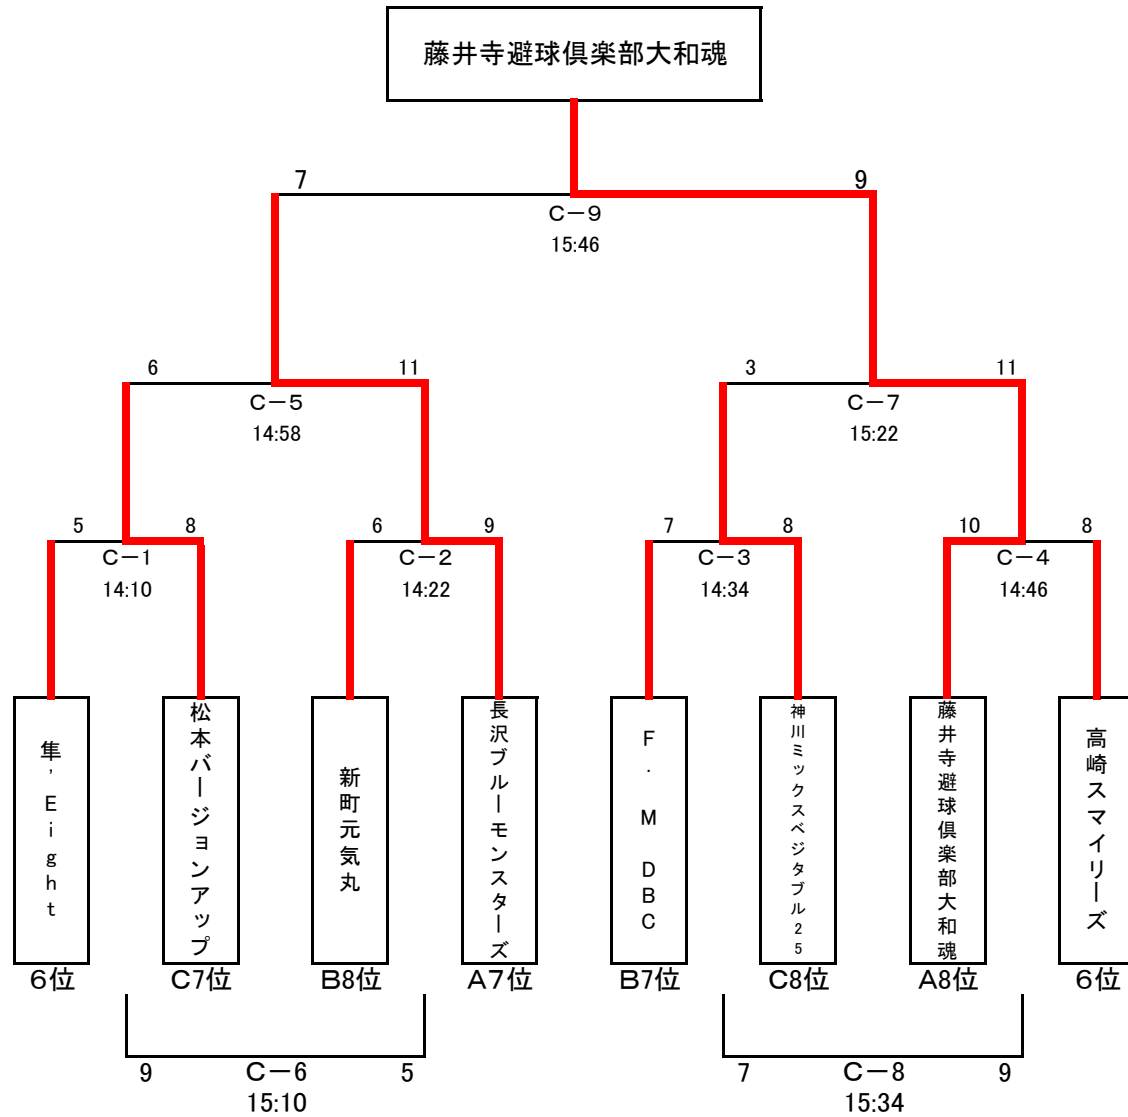 藤井寺避球倶楽部大和魂
7 9
C－9
15:46
6 11 3 11
C－5 C－7
14:58 15:22
5 8 6 9 7 8 10 8
C－1 C－2 C－3 C－4
14:10 14:22 14:34 14:46
隼’Eight
松本バージョンアップ
新町元気丸
長沢ブルーモンスターズ
F．M DBC
神川ミックスベジタブル25
藤井寺避球倶楽部大和魂
高崎スマイリーズ
6位 C7位 B8位 A7位 B7位 C8位 A8位 6位
9 C－6 5 7 C－8 9
15:10 15:34